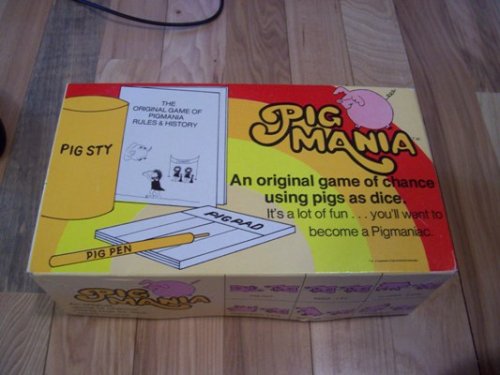 THE
ORIGINAL GAME OF
PIGMANIA
RULES & HISTORY
PIG STY
PIG
MANIA
An original game of chance
using pigs as dice.
It's a lot of fun . . . you'll want to
become a Pigmaniac.
PIG PAD
PIG PEN
PIG
MANIA